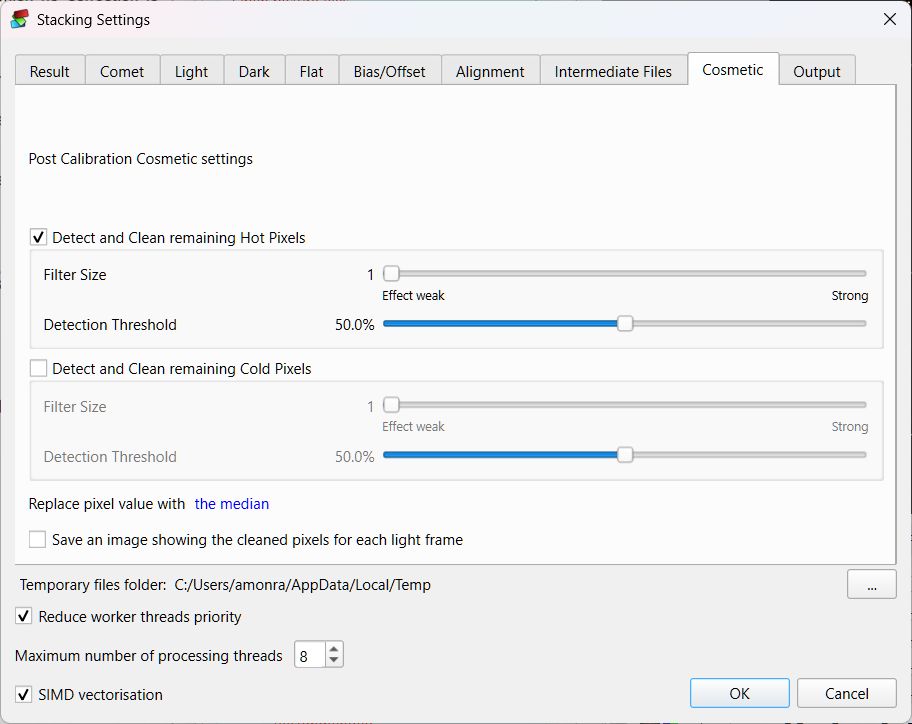 Stacking Settings
Result Comet Light Dark Flat Bias/Offset Alignment Intermediate Files Cosmetic Output
Post Calibration Cosmetic settings
Detect and Clean remaining Hot Pixels
Filter Size 1
Effect weak Strong
Detection Threshold 50.0%
Detect and Clean remaining Cold Pixels
Filter Size 1
Effect weak Strong
Detection Threshold 50.0%
Replace pixel value with the median
Save an image showing the cleaned pixels for each light frame
Temporary files folder: C:/Users/amonra/AppData/Local/Temp ...
Reduce worker threads priority
Maximum number of processing threads 8
SIMD vectorisation
OK Cancel